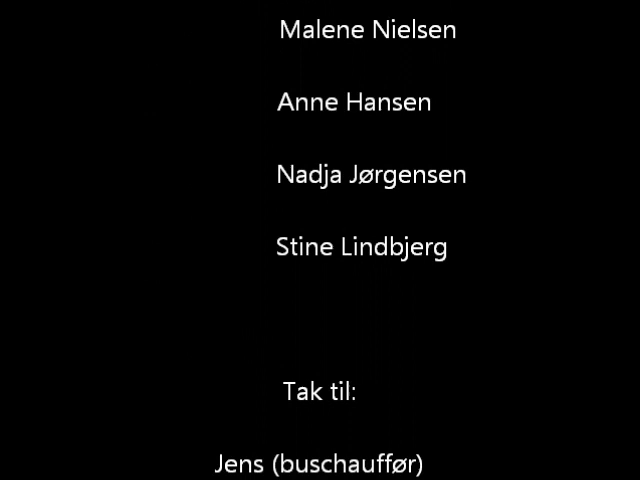 Malene Nielsen
Anne Hansen
Nadja Jørgensen
Stine Lindbjerg
Tak til:
Jens (buschauffør)